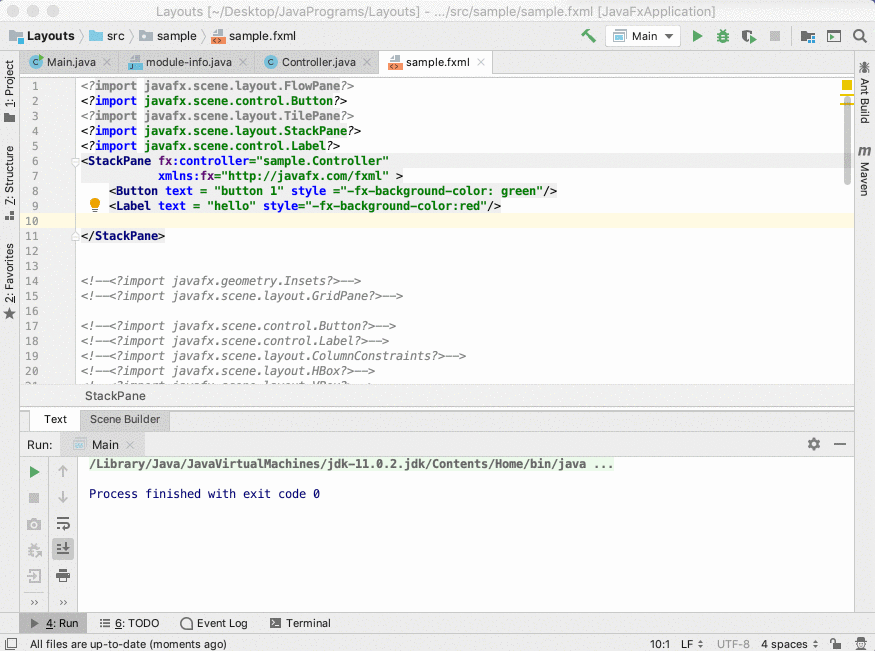 Layouts [~/Desktop/JavaPrograms/Layouts] - .../src/sample/sample.fxml [JavaFxApplication]
Layouts src sample sample.fxml Main
Main.java module-info.java Controller.java sample.fxml
1: Project
7: Structure
2: Favorites
1 <?import javafx.scene.layout.FlowPane?>
2 <?import javafx.scene.control.Button?>
3 <?import javafx.scene.layout.TilePane?>
4 <?import javafx.scene.layout.StackPane?>
5 <?import javafx.scene.control.Label?>
6 <StackPane fx:controller="sample.Controller"
7 xmlns:fx="http://javafx.com/fxml" >
8 <Button text = "button 1" style ="-fx-background-color: green"/>
9 <Label text = "hello" style="-fx-background-color:red"/>
10
11 </StackPane>
12
13
14 <!--<?import javafx.geometry.Insets?>-->
15 <!--<?import javafx.scene.layout.GridPane?>-->
16
17 <!--<?import javafx.scene.control.Button?>-->
18 <!--<?import javafx.scene.control.Label?>-->
19 <!--<?import javafx.scene.layout.ColumnConstraints?>-->
20 <!--<?import javafx.scene.layout.HBox?>-->
21 <!--<?import javafx.scene.layout.VBox?>-->
Ant Build
m Maven
StackPane
Text Scene Builder
Run: Main
/Library/Java/JavaVirtualMachines/jdk-11.0.2.jdk/Contents/Home/bin/java ...
Process finished with exit code 0
4: Run 6: TODO Event Log Terminal
All files are up-to-date (moments ago) 10:1 LF UTF-8 4 spaces